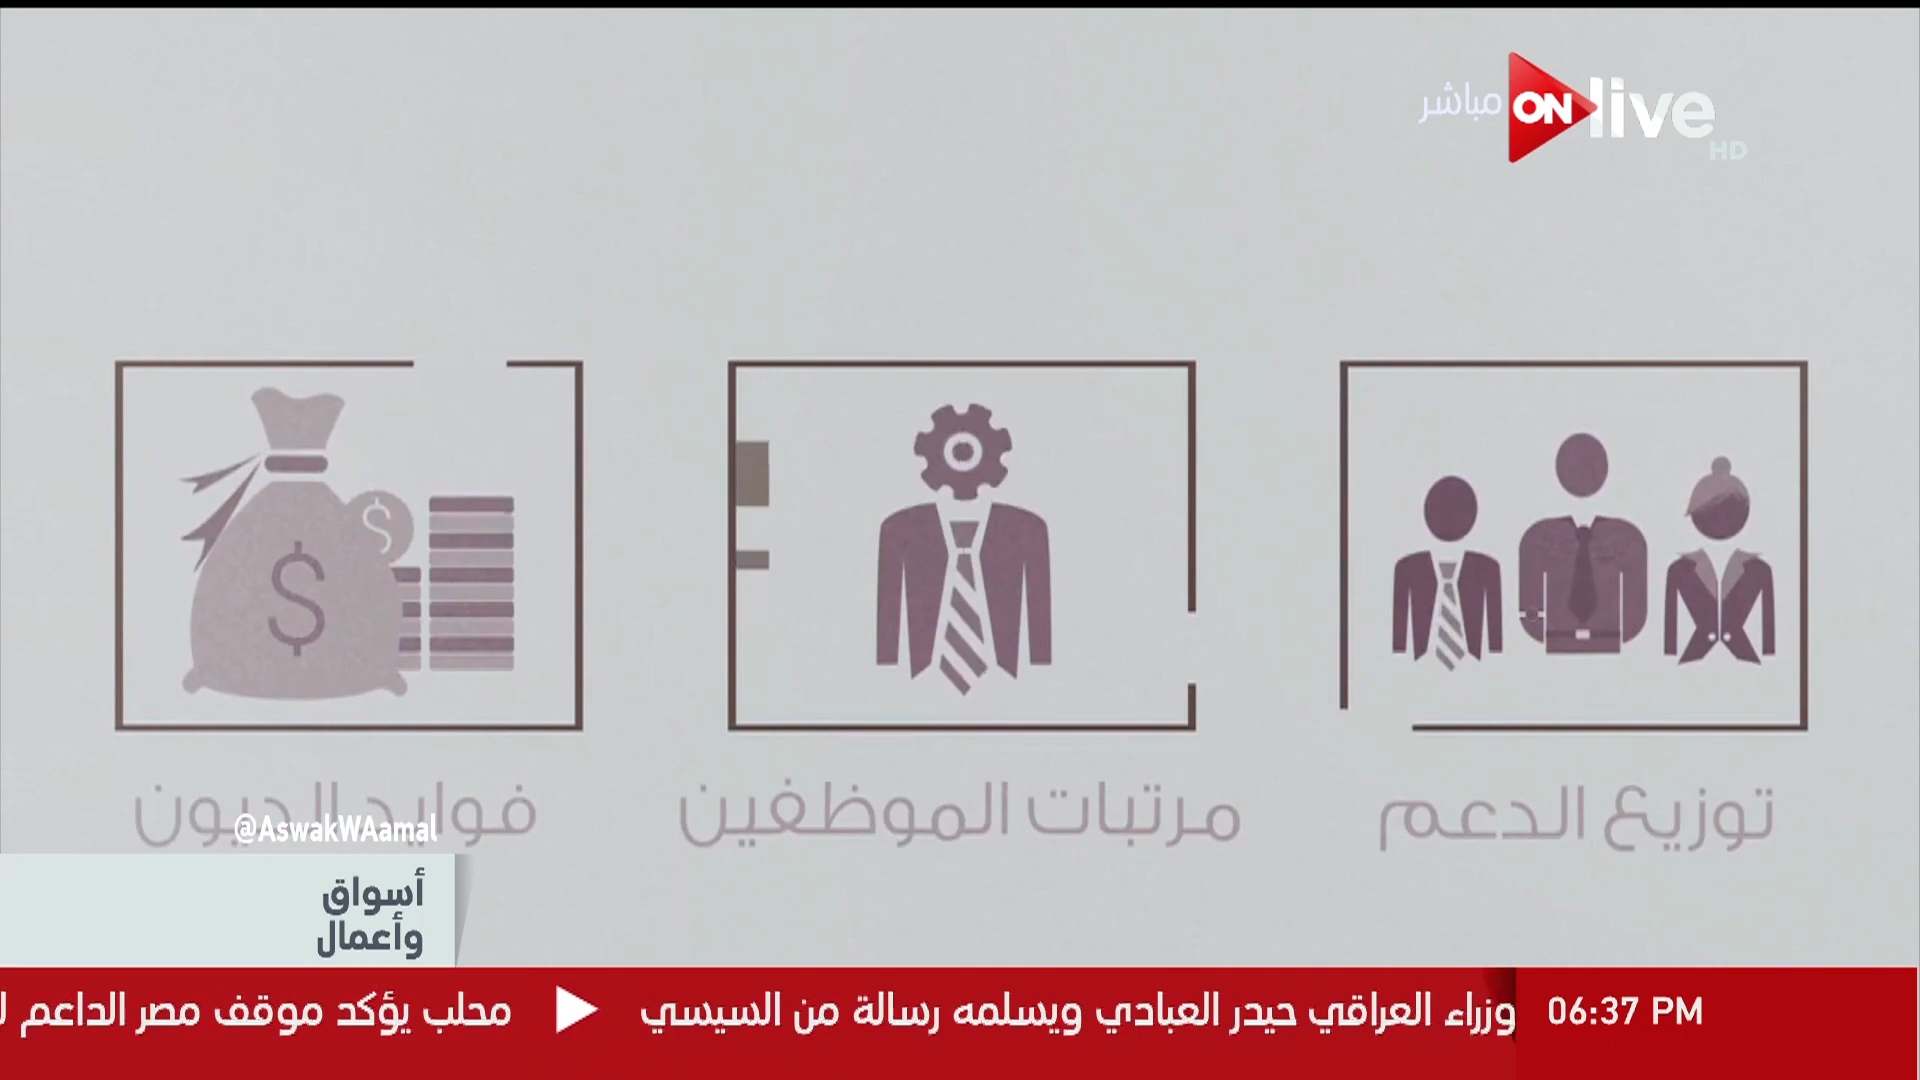 مباشر ON live
HD
توزيع الدعم
مرتبات الموظفين
فوايد الديون
@AswakWAamal
أسواق
وأعمال
06:37 PM
وزراء العراقي حيدر العبادي ويسلمه رسالة من السيسي
محلب يؤكد موقف مصر الداعم